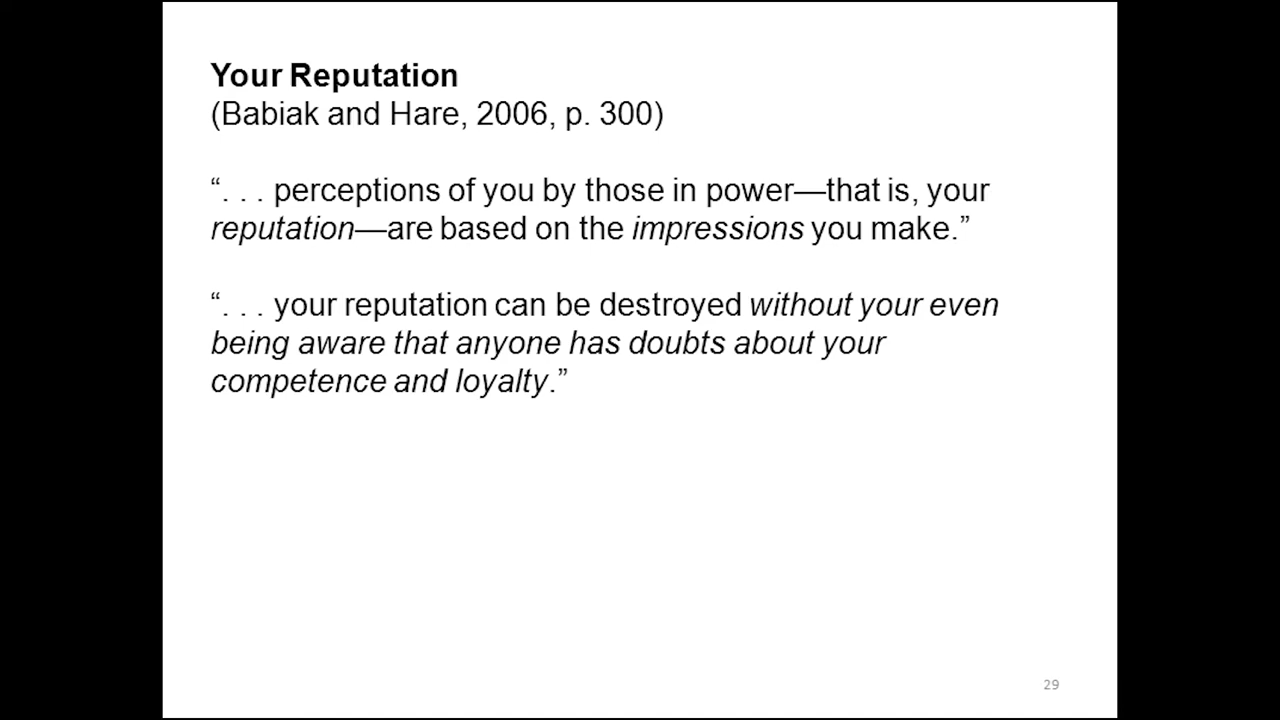 Your Reputation
(Babiak and Hare, 2006, p. 300)
“. . . perceptions of you by those in power—that is, your
reputation—are based on the impressions you make.”
“. . . your reputation can be destroyed without your even
being aware that anyone has doubts about your
competence and loyalty.”
29